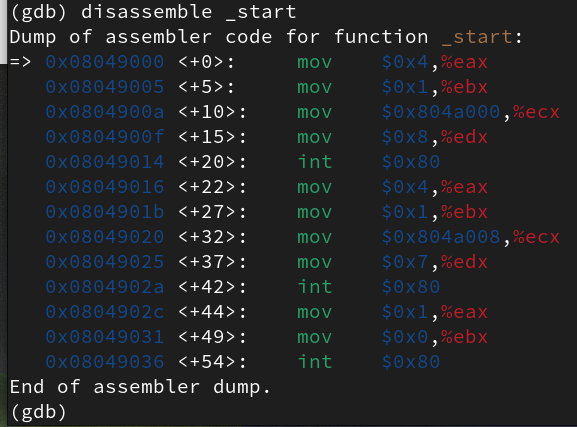 (gdb) disassemble _start
Dump of assembler code for function _start:
=> 0x08049000 <+0>:     mov    $0x4,%eax
   0x08049005 <+5>:     mov    $0x1,%ebx
   0x0804900a <+10>:    mov    $0x804a000,%ecx
   0x0804900f <+15>:    mov    $0x8,%edx
   0x08049014 <+20>:    int    $0x80
   0x08049016 <+22>:    mov    $0x4,%eax
   0x0804901b <+27>:    mov    $0x1,%ebx
   0x08049020 <+32>:    mov    $0x804a008,%ecx
   0x08049025 <+37>:    mov    $0x7,%edx
   0x0804902a <+42>:    int    $0x80
   0x0804902c <+44>:    mov    $0x1,%eax
   0x08049031 <+49>:    mov    $0x0,%ebx
   0x08049036 <+54>:    int    $0x80
End of assembler dump.
(gdb)